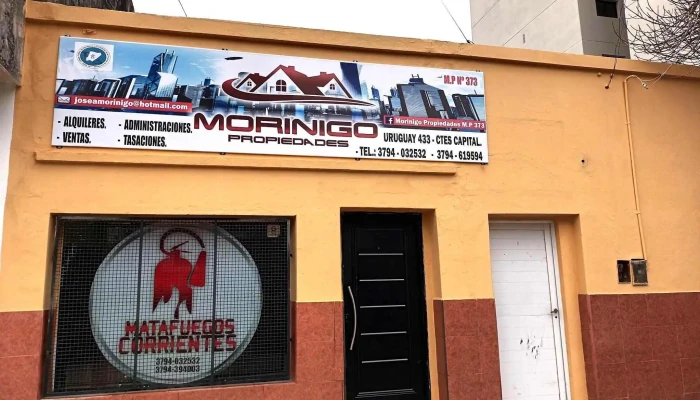 M.P Nº 373
joseamorinigo@hotmail.com
Morinigo Propiedades M.P 373
- ALQUILERES.
- ADMINISTRACIONES.
- VENTAS.
- TASACIONES.
MORINIGO
PROPIEDADES
URUGUAY 433 - CTES CAPITAL.
- TEL.: 3794 - 032532 - 3794 - 619594
MATAFUEGOS
CORRIENTES
3794-032532
3794-394003